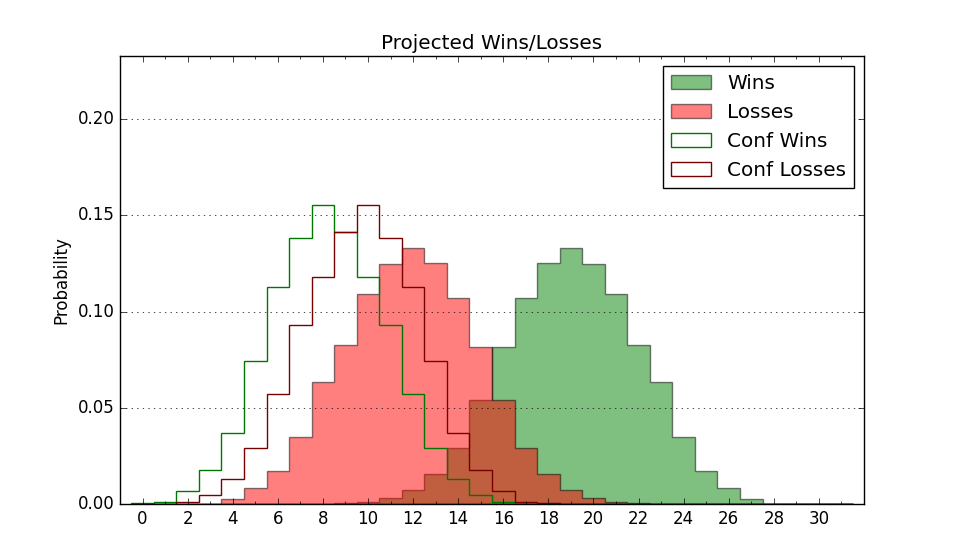 Projected Wins/Losses
Wins
Losses
Conf Wins
Conf Losses
Probability
0.20
0.15
0.10
0.05
0.00
0 2 4 6 8 10 12 14 16 18 20 22 24 26 28 30